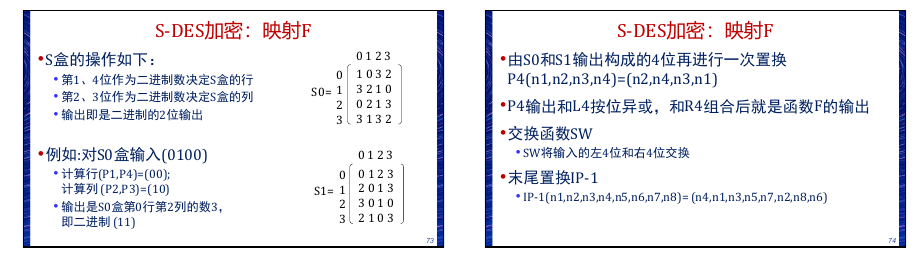 S-DES加密：映射F
•S盒的操作如下：
•第1、4位作为二进制数决定S盒的行
•第2、3位作为二进制数决定S盒的列
•输出即是二进制的2位输出
0 1 2 3
0 1 0 3 2
S0= 1 3 2 1 0
2 0 2 1 3
3 3 1 3 2
•例如:对S0盒输入(0100)
•计算行(P1,P4)=(00);
计算列 (P2,P3)=(10)
•输出是S0盒第0行第2列的数3，
即二进制 (11)
0 1 2 3
0 0 1 2 3
S1= 1 2 0 1 3
2 3 0 1 0
3 2 1 0 3
73
S-DES加密：映射F
•由S0和S1输出构成的4位再进行一次置换
P4(n1,n2,n3,n4)=(n2,n4,n3,n1)
•P4输出和L4按位异或，和R4组合后就是函数F的输出
•交换函数SW
•SW将输入的左4位和右4位交换
•末尾置换IP-1
•IP-1(n1,n2,n3,n4,n5,n6,n7,n8)= (n4,n1,n3,n5,n7,n2,n8,n6)
74